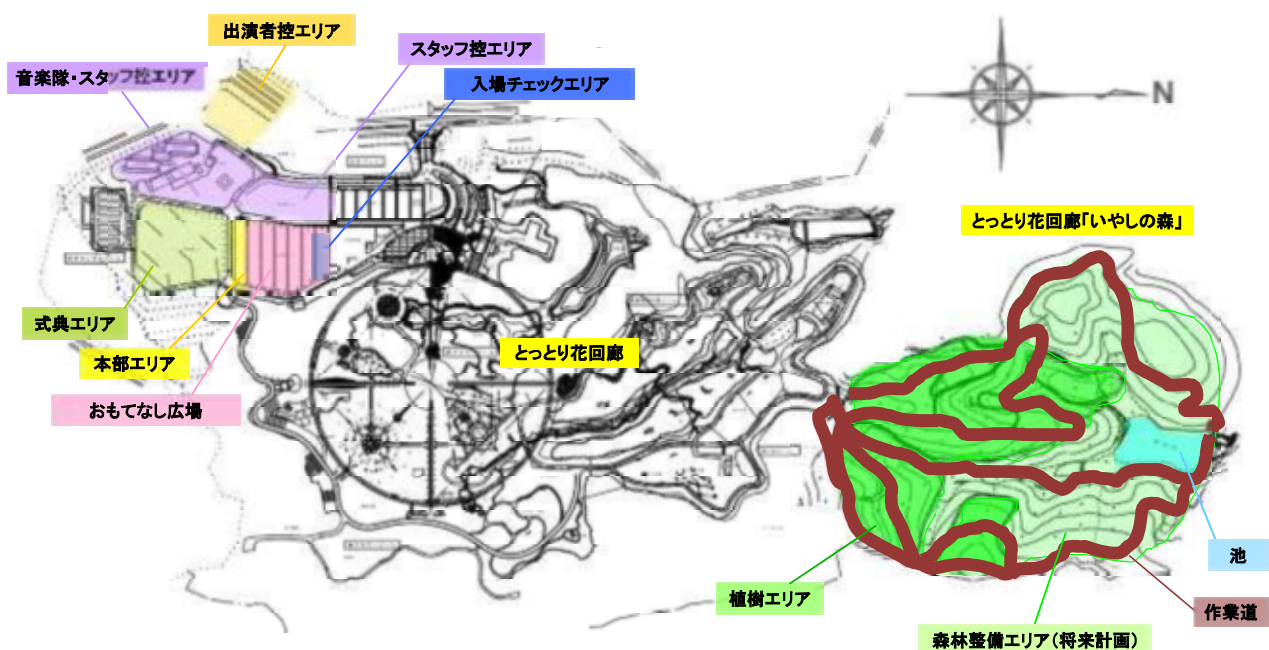 出演者控エリア
スタッフ控エリア
音楽隊・スタッフ控エリア
入場チェックエリア
N
とっとり花回廊「いやしの森」
式典エリア
とっとり花回廊
本部エリア
おもてなし広場
池
植樹エリア
作業道
森林整備エリア(将来計画)